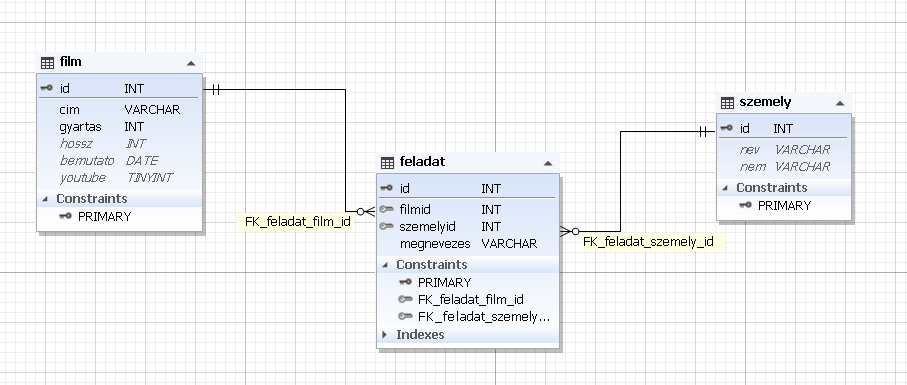 film
id INT
cim VARCHAR
gyartas INT
hossz INT
bemutato DATE
youtube TINYINT
Constraints
PRIMARY
FK_feladat_film_id
feladat
id INT
filmid INT
szemelyid INT
megnevezes VARCHAR
Constraints
PRIMARY
FK_feladat_film_id
FK_feladat_szemely...
Indexes
FK_feladat_szemely_id
szemely
id INT
nev VARCHAR
nem VARCHAR
Constraints
PRIMARY